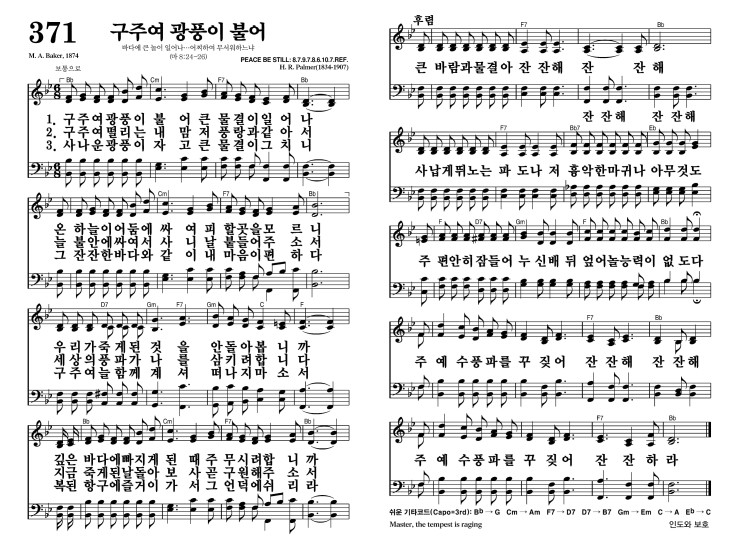 371 구주여 광풍이 불어
바다에 큰 놀이 일어나…어찌하여 무서워하느냐
M. A. Baker, 1874
(마 8:24-26)
PEACE BE STILL: 8.7.9.7.8.6.10.7.REF.
H. R. Palmer(1834-1907)
보통으로
Bb Cm F7 Bb
1. 구주여광풍이 불 어 큰 물결이일 어 나
2. 구주여떨리는 내 맘 저 풍랑과같 아 서
3. 사나운광풍이 자 고 큰 물결이그 치 니
Cm F7 Bb
온 하늘이어둠에 싸 여 피 할곳을모 르 니
늘 불안에싸여서 사 니 날 붙들어주 소 서
그 잔잔한바다와 같 이 내 마음이편 하 다
D7 Gm F7 Bb C F
우리가죽게된 것 을 안돌아봅 니 까
세상의풍파가 나 를 삼키려합 니 다
구주여늘함께 계 셔 떠나지마 소 서
Bb Cm F7 Bb
깊은 바다에빠지게 된 때 주 무시려합 니 까
지금 죽게된날돌아 보 사 곧 구원해주 소 서
복된 항구에즐거이 가 서 그 언덕에쉬 리 라
후렴
F7 Bb
큰 바람과물결아 잔 잔해 잔 잔 해
잔 잔해
F7 Bb Bb7 Eb
사납게뛰노는 파 도나 저 흉악한마귀나 아무것도
F D7 Gm Bb F Bb
주 편안히잠들어 누 신배 뒤 엎어놀능력이 없 도다
F7 Bb
주 예 수풍파를 꾸 짖어 잔 잔해 잔 잔해
F7 Bb
주 예 수풍파를 꾸 짖어 잔 잔하 라
쉬운 기타코드(Capo=3rd): Bb → G Cm → Am F7 → D7 D7 → B7 Gm → Em C → A Eb → C
Master, the tempest is raging
인도와 보호